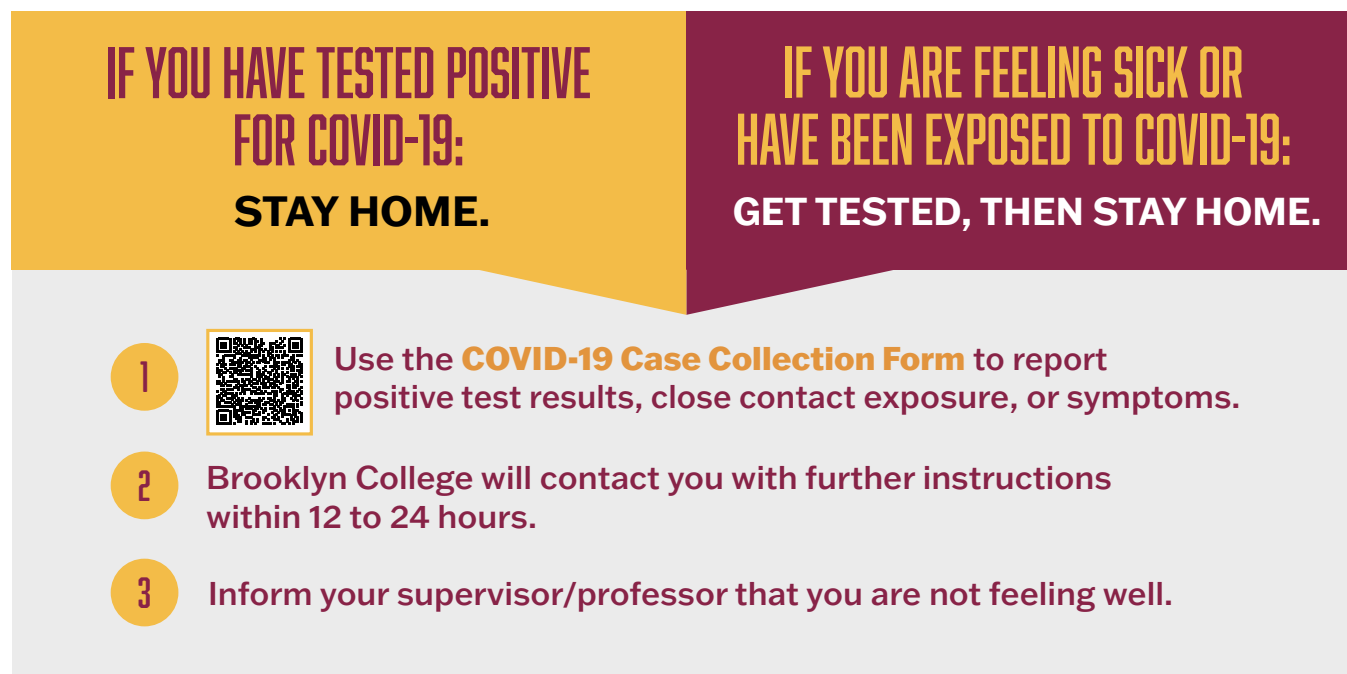 IF YOU HAVE TESTED POSITIVE
FOR COVID-19:
STAY HOME.
IF YOU ARE FEELING SICK OR
HAVE BEEN EXPOSED TO COVID-19:
GET TESTED, THEN STAY HOME.
1
Use the COVID-19 Case Collection Form to report
positive test results, close contact exposure, or symptoms.
2
Brooklyn College will contact you with further instructions
within 12 to 24 hours.
3
Inform your supervisor/professor that you are not feeling well.